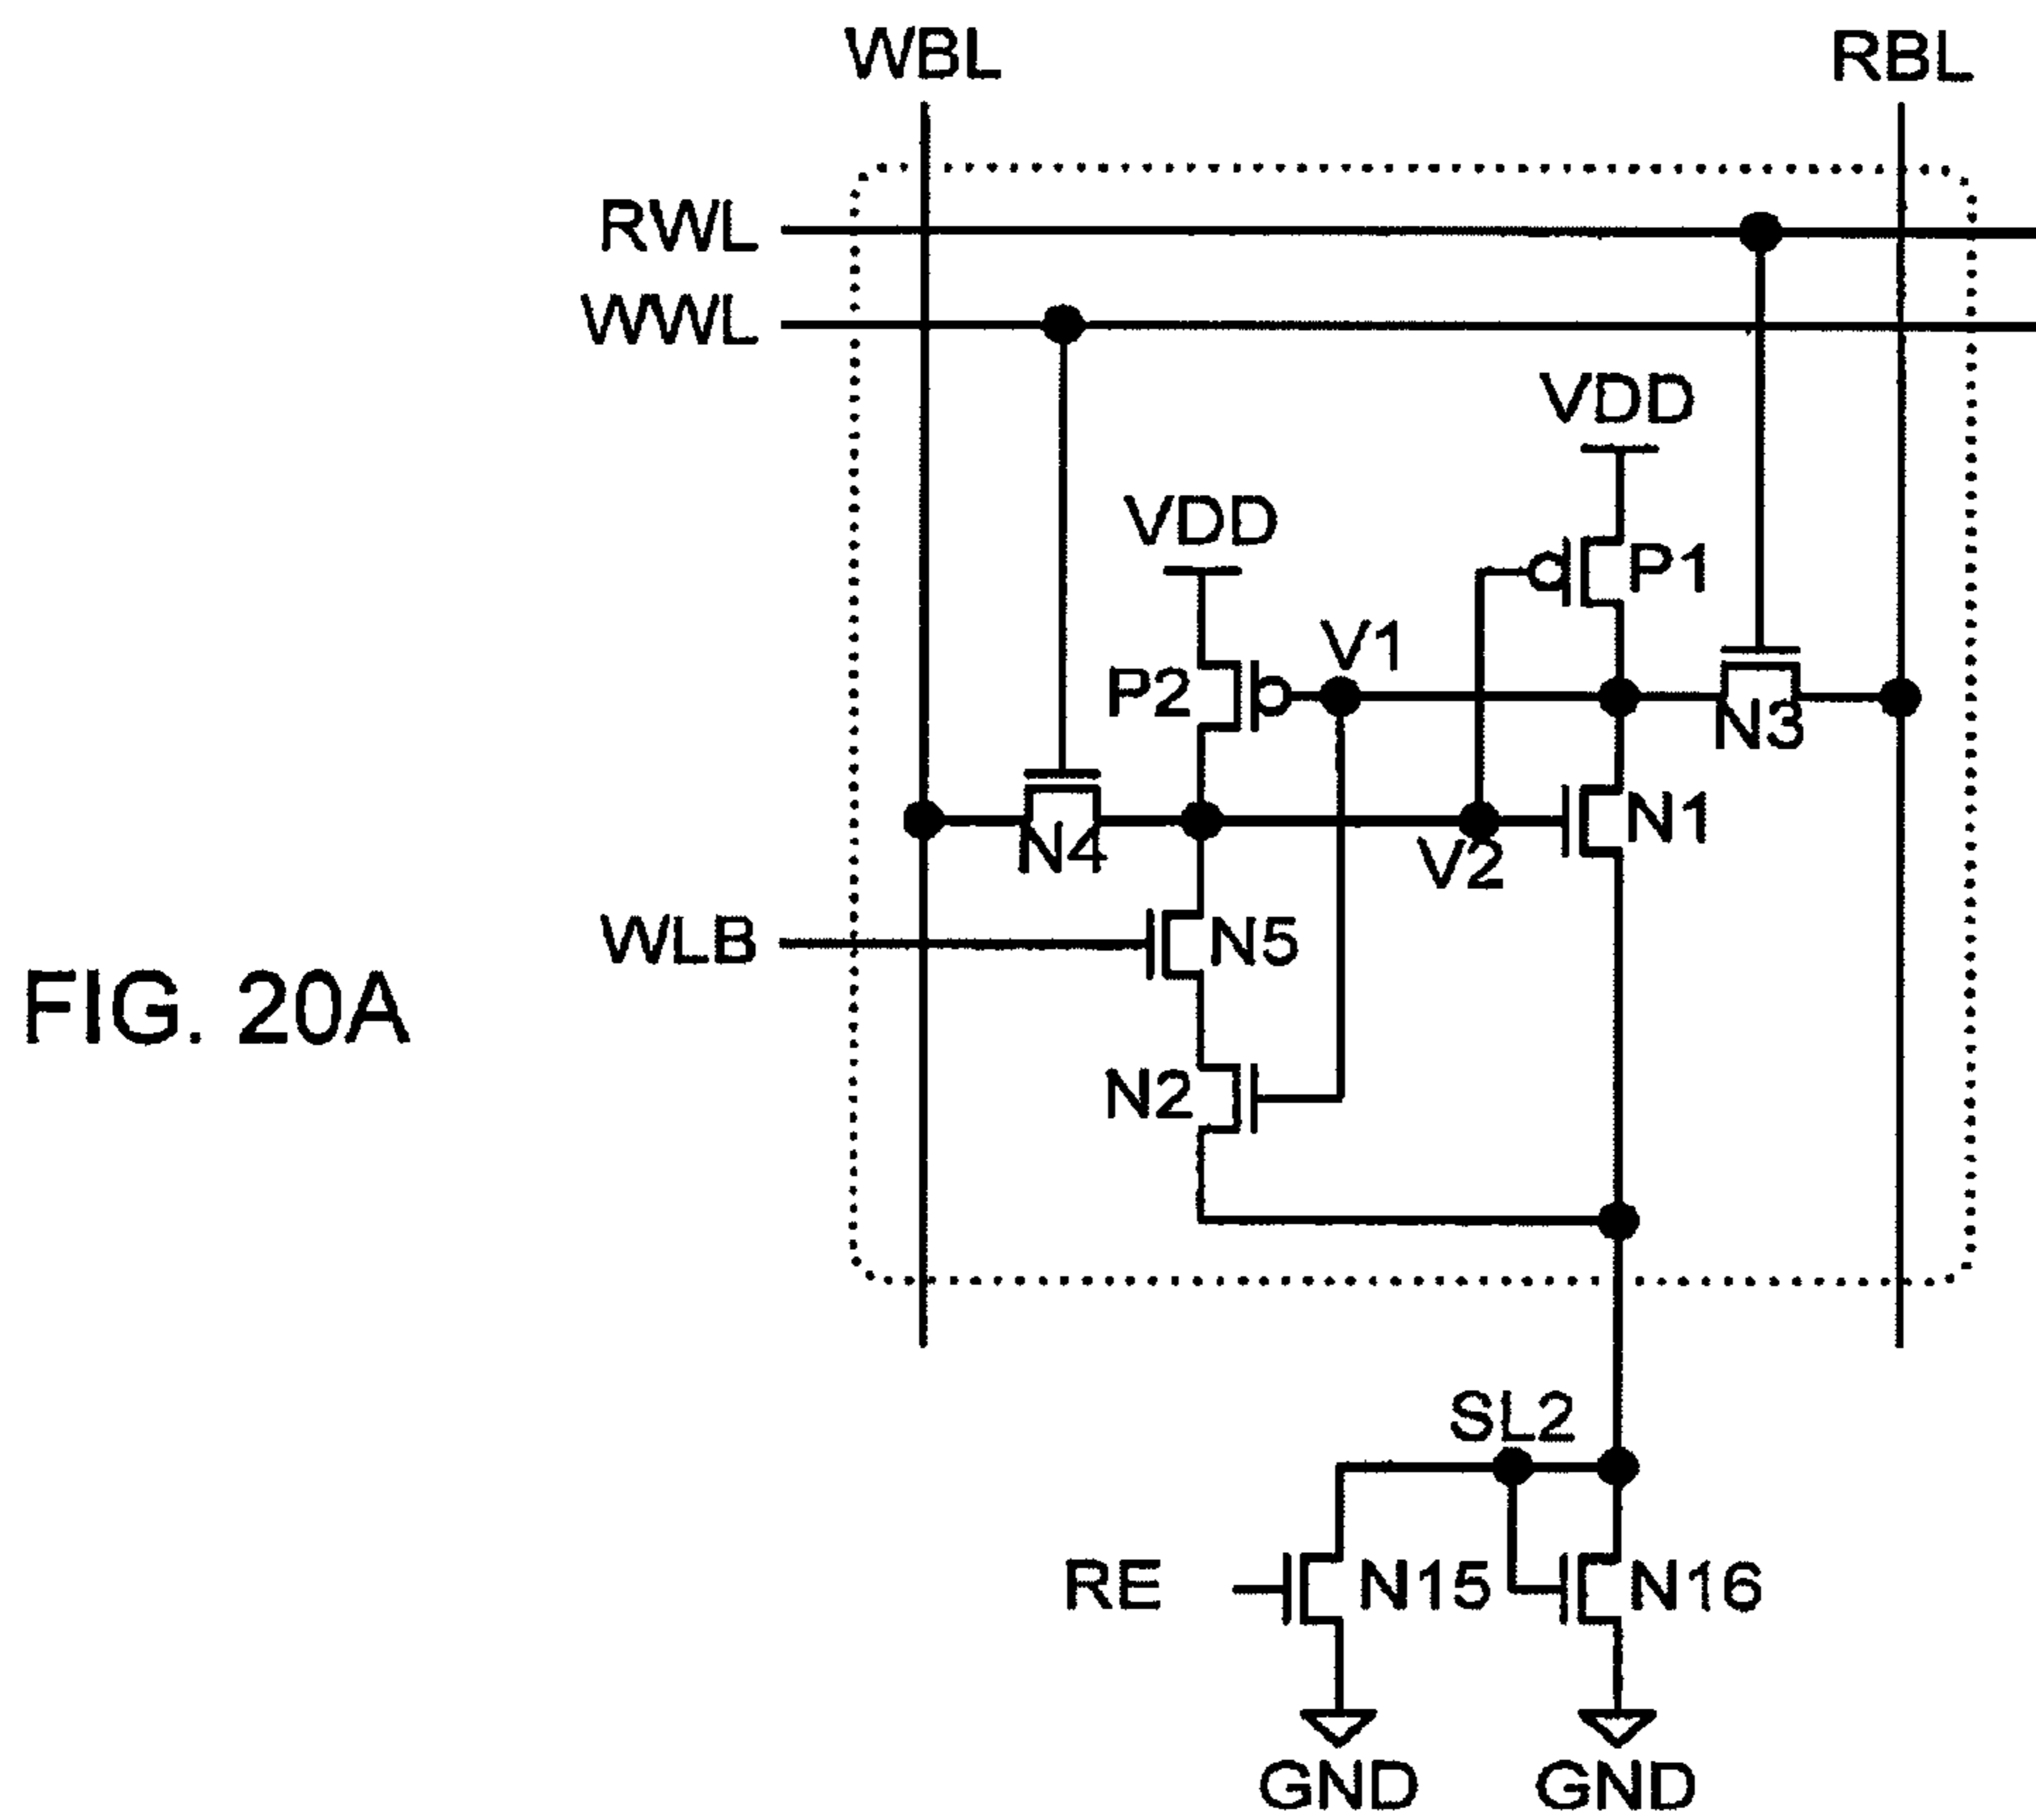 WBL
RBL
RWL
WWL
VDD
VDD
P1
V1
P2
N3
N1
N4
V2
WLB
N5
FIG. 20A
N2
SL2
RE
N15
N16
GND
GND